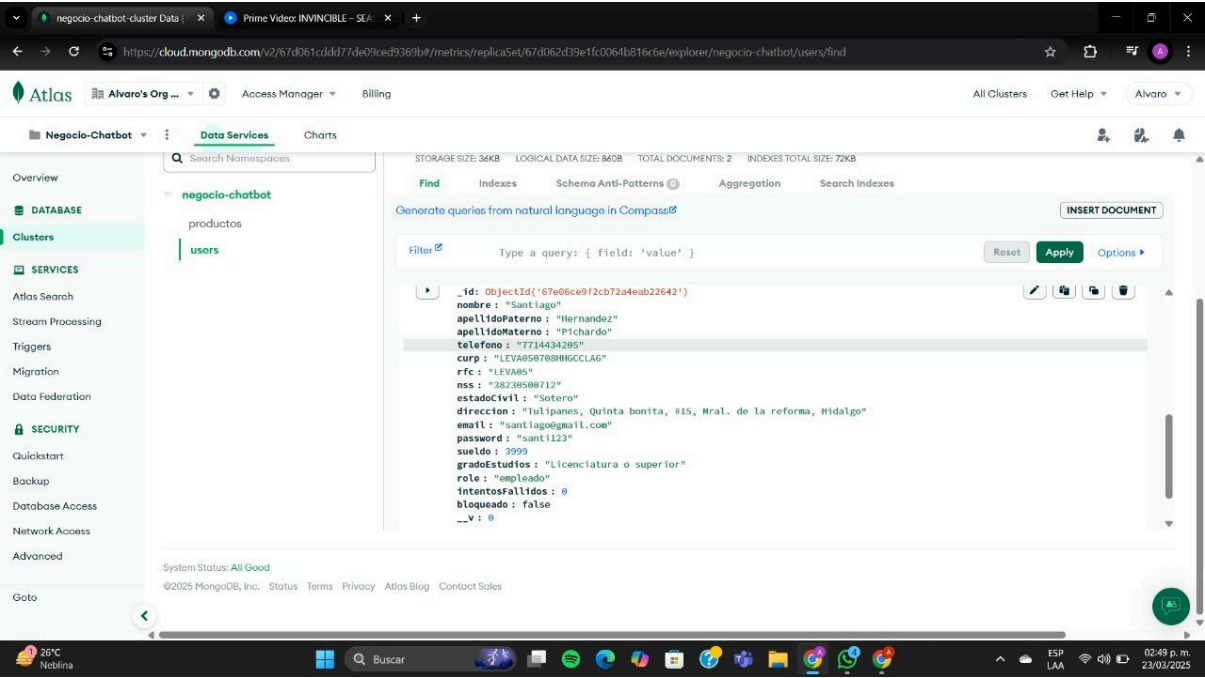 negocio-chatbot-cluster Data |
Prime Video: INVINCIBLE – SEA
https://cloud.mongodb.com/v2/67d061cddd77de09ced9369b#/metrics/replicaSet/67d062d39e1fc0064b816c6e/explorer/negocio-chatbot/users/find
A
Atlas
Alvaro's Org ...
Access Manager
Billing
All Clusters
Get Help
Alvaro
Negocio-Chatbot
Data Services
Charts
Overview
DATABASE
Clusters
SERVICES
Atlas Search
Stream Processing
Triggers
Migration
Data Federation
SECURITY
Quickstart
Backup
Database Access
Network Access
Advanced
Goto
Search Namespaces
negocio-chatbot
productos
users
STORAGE SIZE: 36KB LOGICAL DATA SIZE: 860B TOTAL DOCUMENTS: 2 INDEXES TOTAL SIZE: 72KB
Find Indexes Schema Anti-Patterns 0 Aggregation Search Indexes
Generate queries from natural language in Compass
INSERT DOCUMENT
Filter
Type a query: { field: 'value' }
Reset
Apply
Options
_id: ObjectId('67e06ce9f2cb72a4eab22642')
nombre : "Santiago"
apellidoPaterno : "Hernandez"
apellidoMaterno : "Pichardo"
telefono : "7714434205"
curp : "LEVA050708HHGCCLA6"
rfc : "LEVA05"
nss : "38230500712"
estadoCivil : "Sotero"
direccion : "Tulipanes, Quinta bonita, #15, Mral. de la reforma, Hidalgo"
email : "santiago@gmail.com"
password : "santi123"
sueldo : 3999
gradoEstudios : "Licenciatura o superior"
role : "empleado"
intentosFallidos : 0
bloqueado : false
__v : 0
System Status: All Good
©2025 MongoDB, Inc. Status Terms Privacy Atlas Blog Contact Sales
1
26°C
Neblina
Buscar
ESP
LAA
02:49 p. m.
23/03/2025